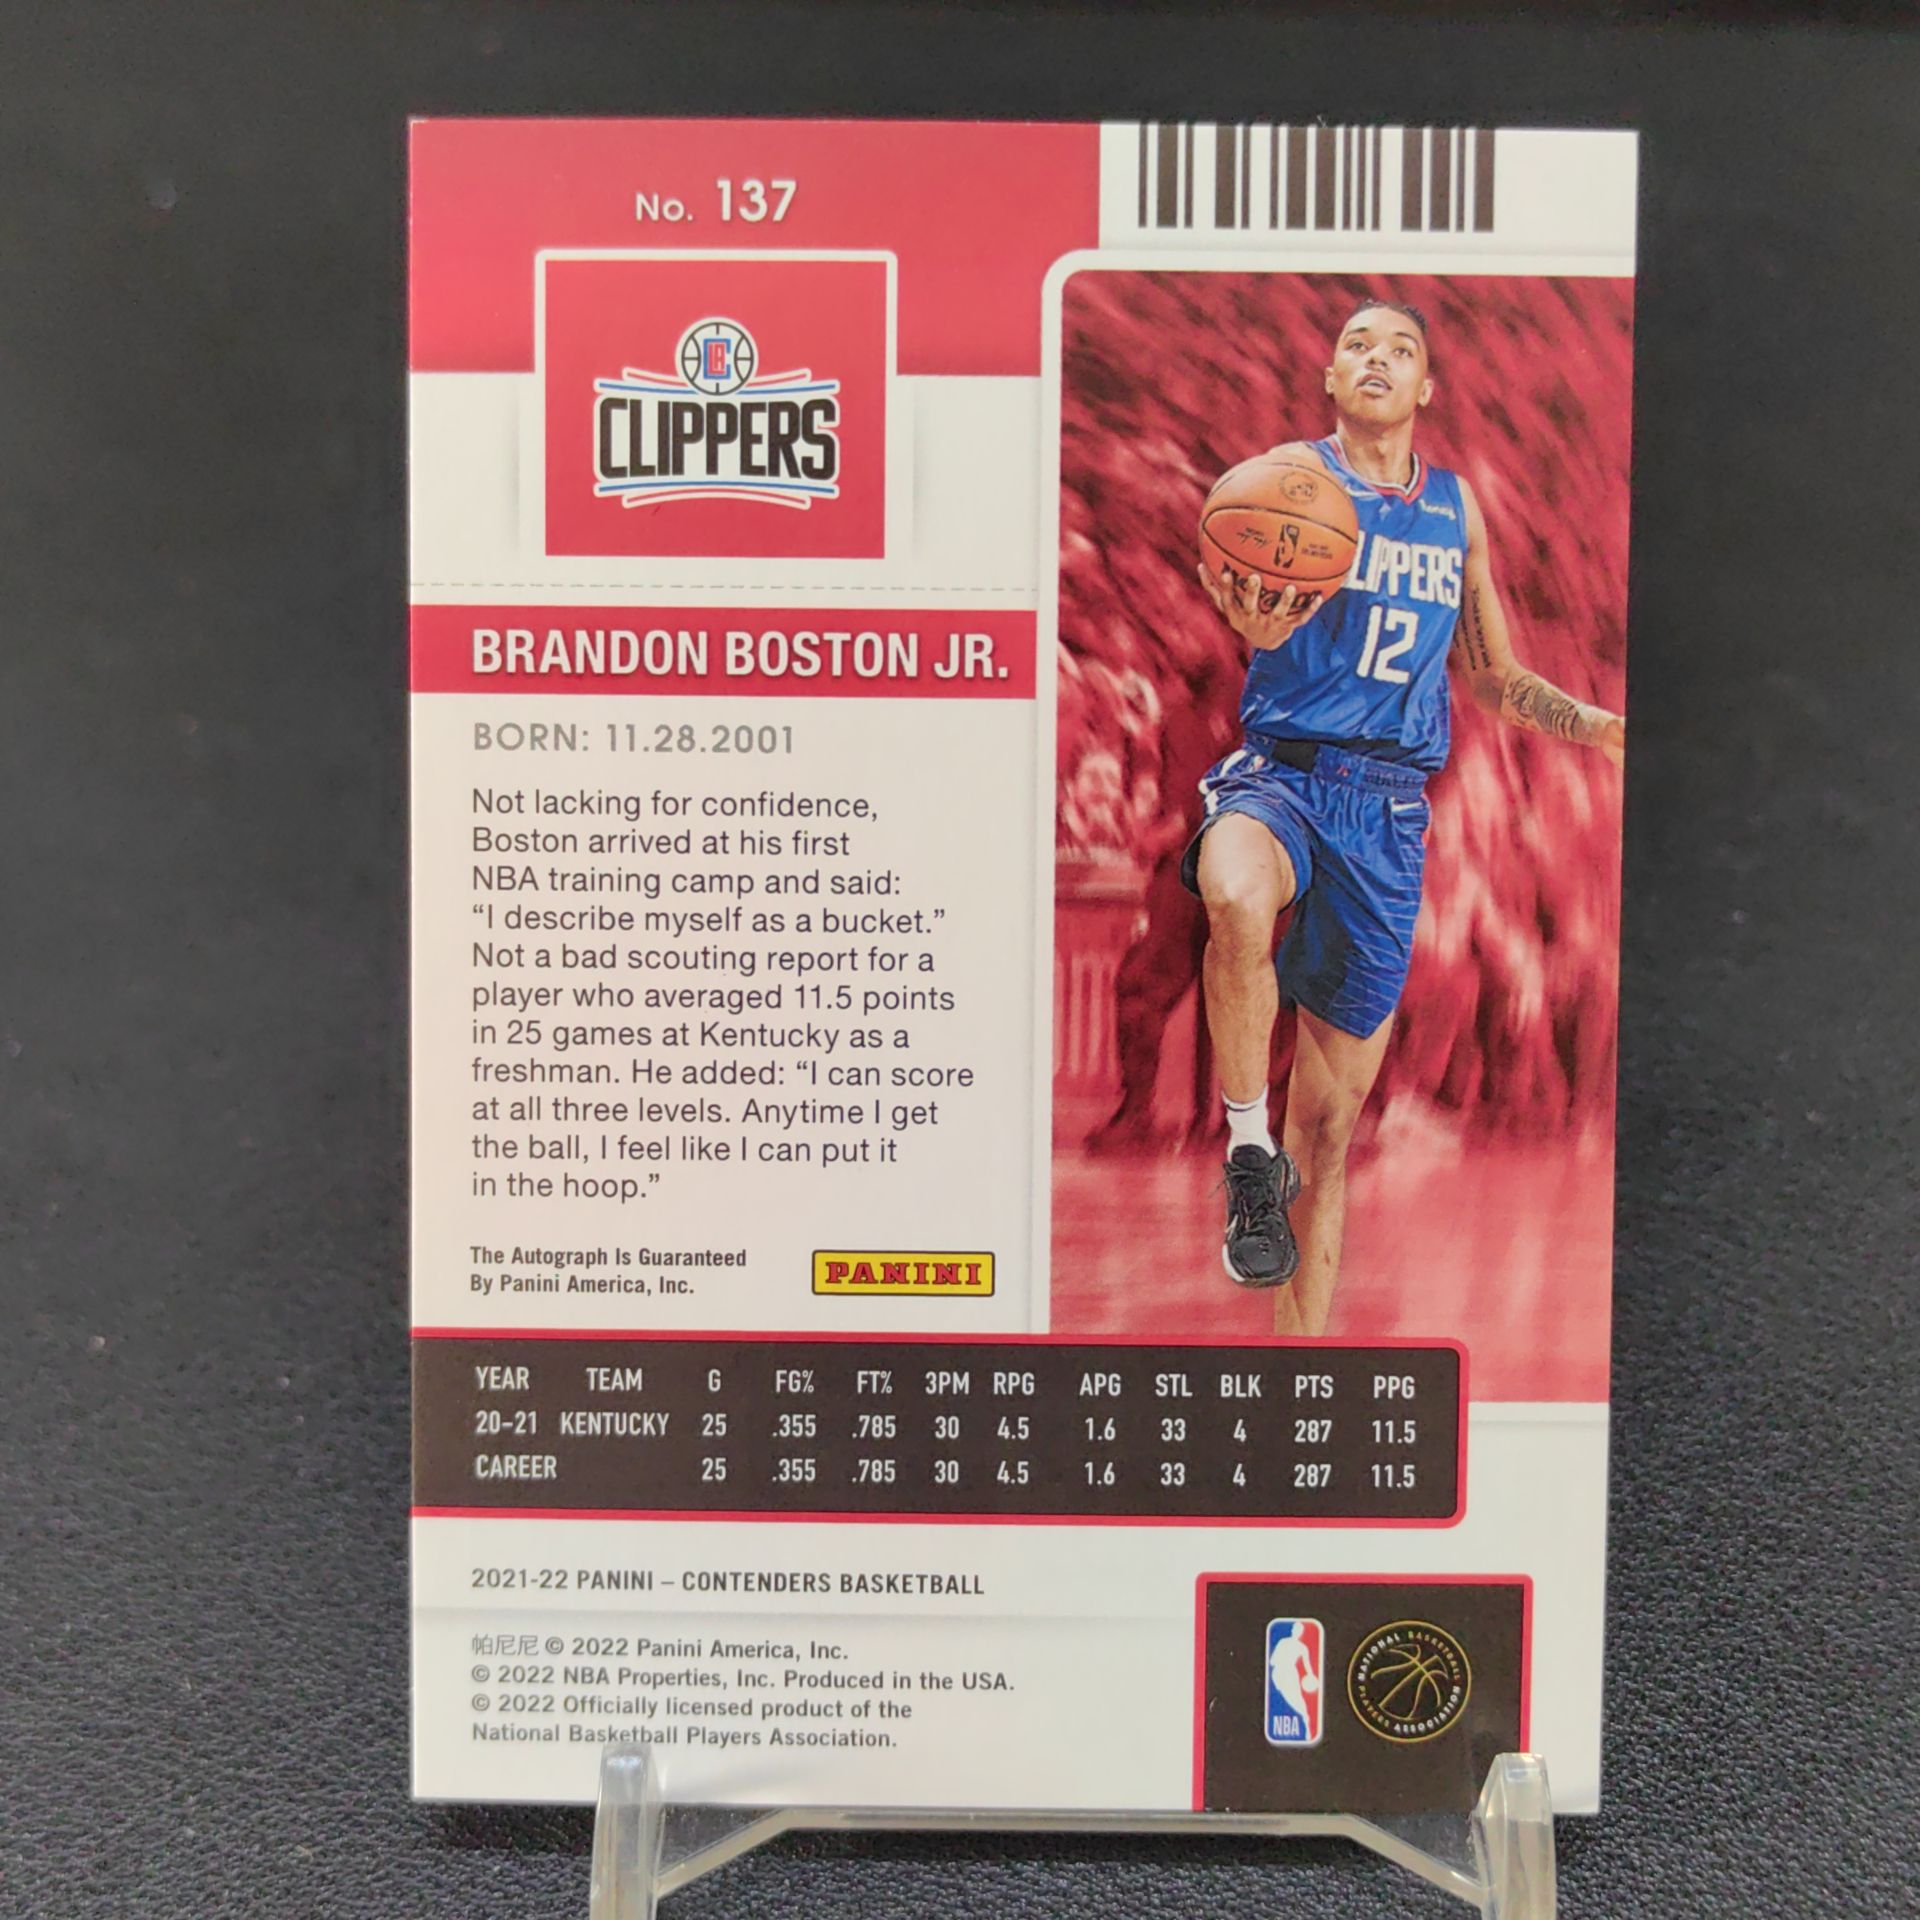 No. 137
LA
CLIPPERS
BRANDON BOSTON JR.
BORN: 11.28.2001
Not lacking for confidence,
Boston arrived at his first
NBA training camp and said:
“I describe myself as a bucket.”
Not a bad scouting report for a
player who averaged 11.5 points
in 25 games at Kentucky as a
freshman. He added: “I can score
at all three levels. Anytime I get
the ball, I feel like I can put it
in the hoop.”
The Autograph Is Guaranteed
By Panini America, Inc.
PANINI
LIPPERS
12
YEAR TEAM G FG% FT% 3PM RPG APG STL BLK PTS PPG
20-21 KENTUCKY 25 .355 .785 30 4.5 1.6 33 4 287 11.5
CAREER 25 .355 .785 30 4.5 1.6 33 4 287 11.5
2021-22 PANINI – CONTENDERS BASKETBALL
帕尼尼 © 2022 Panini America, Inc.
© 2022 NBA Properties, Inc. Produced in the USA.
© 2022 Officially licensed product of the
National Basketball Players Association.
NBA
NATIONAL BASKETBALL
PLAYERS ASSOCIATION